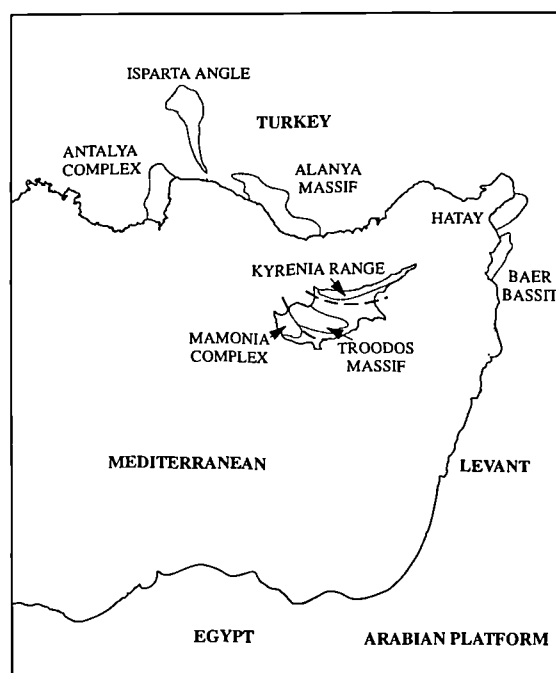 ISPARTA ANGLE
TURKEY
ANTALYA
COMPLEX
ALANYA
MASSIF
HATAY
KYRENIA RANGE
BAER
BASSIT
MAMONIA
COMPLEX
TROODOS
MASSIF
MEDITERRANEAN
LEVANT
EGYPT
ARABIAN PLATFORM